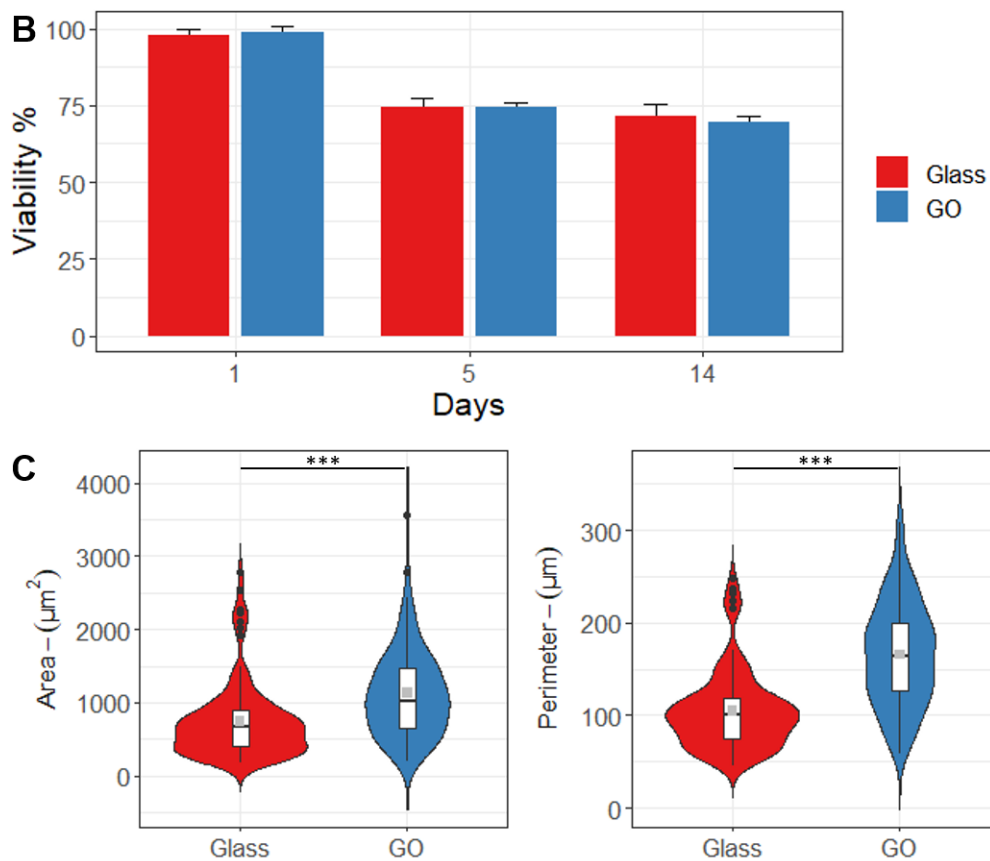 B
Viability %
100
75
50
25
0
1 5 14
Days
Glass
GO
C
Area – (μm²)
4000
3000
2000
1000
0
***
Glass GO
Perimeter – (μm)
300
200
100
0
***
Glass GO